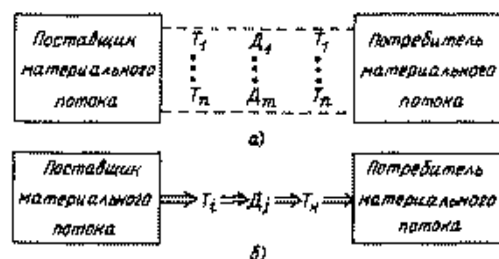 Поставщик материального потока
Т₁ Д₁ Т₁
Тₙ Дₘ Тₙ
Потребитель материального потока
а)
Поставщик материального потока
Тᵢ Дⱼ Тₖ
Потребитель материального потока
б)